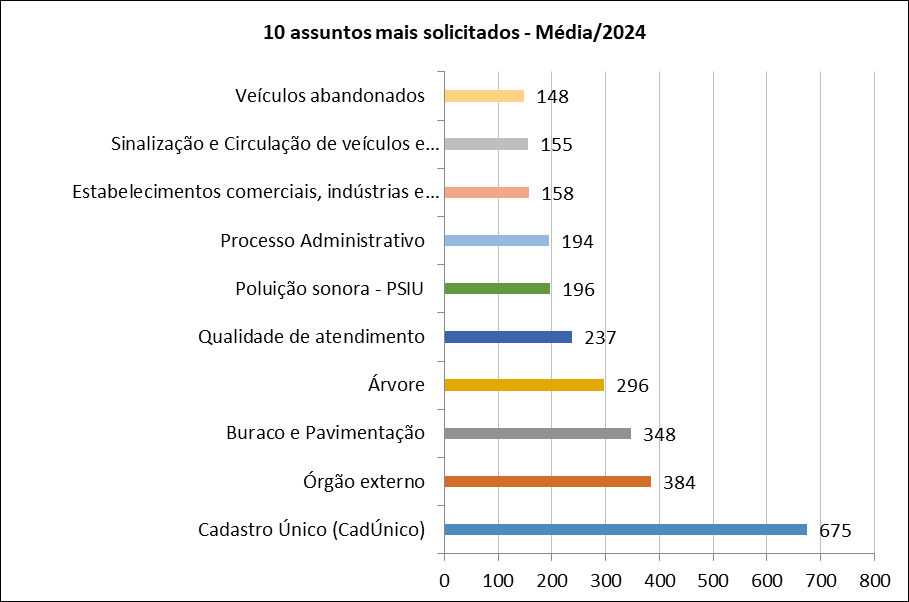 10 assuntos mais solicitados - Média/2024
Veículos abandonados 148
Sinalização e Circulação de veículos e... 155
Estabelecimentos comerciais, indústrias e... 158
Processo Administrativo 194
Poluição sonora - PSIU 196
Qualidade de atendimento 237
Árvore 296
Buraco e Pavimentação 348
Órgão externo 384
Cadastro Único (CadÚnico) 675
0 100 200 300 400 500 600 700 800